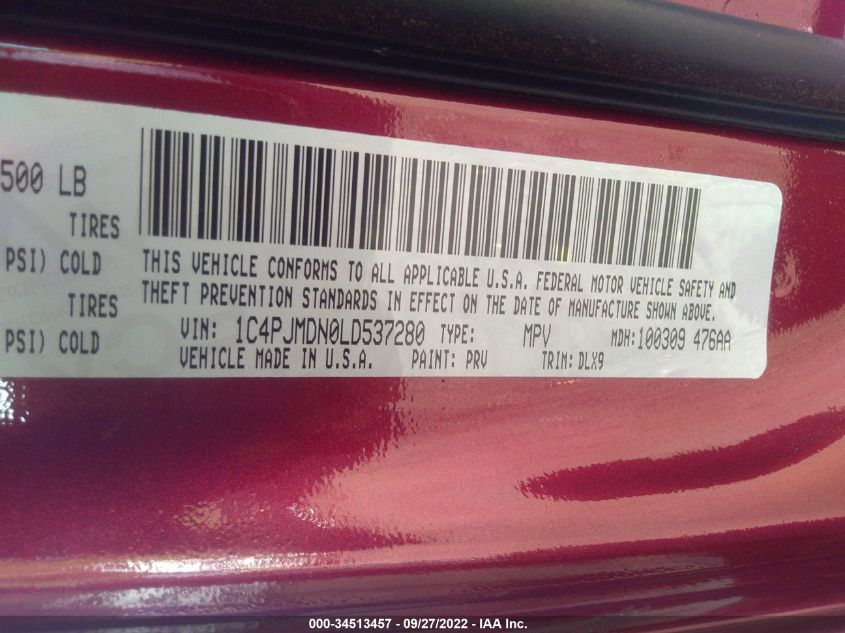 500 LB
TIRES
PSI) COLD
TIRES
PSI) COLD
THIS VEHICLE CONFORMS TO ALL APPLICABLE U.S.A. FEDERAL MOTOR VEHICLE SAFETY AND
THEFT PREVENTION STANDARDS IN EFFECT ON THE DATE OF MANUFACTURE SHOWN ABOVE.
VIN: 1C4PJMDN0LD537280 TYPE: MPV MDH:100309 476AA
VEHICLE MADE IN U.S.A. PAINT: PRV TRIM: DLX9
000-34513457 - 09/27/2022 - IAA Inc.